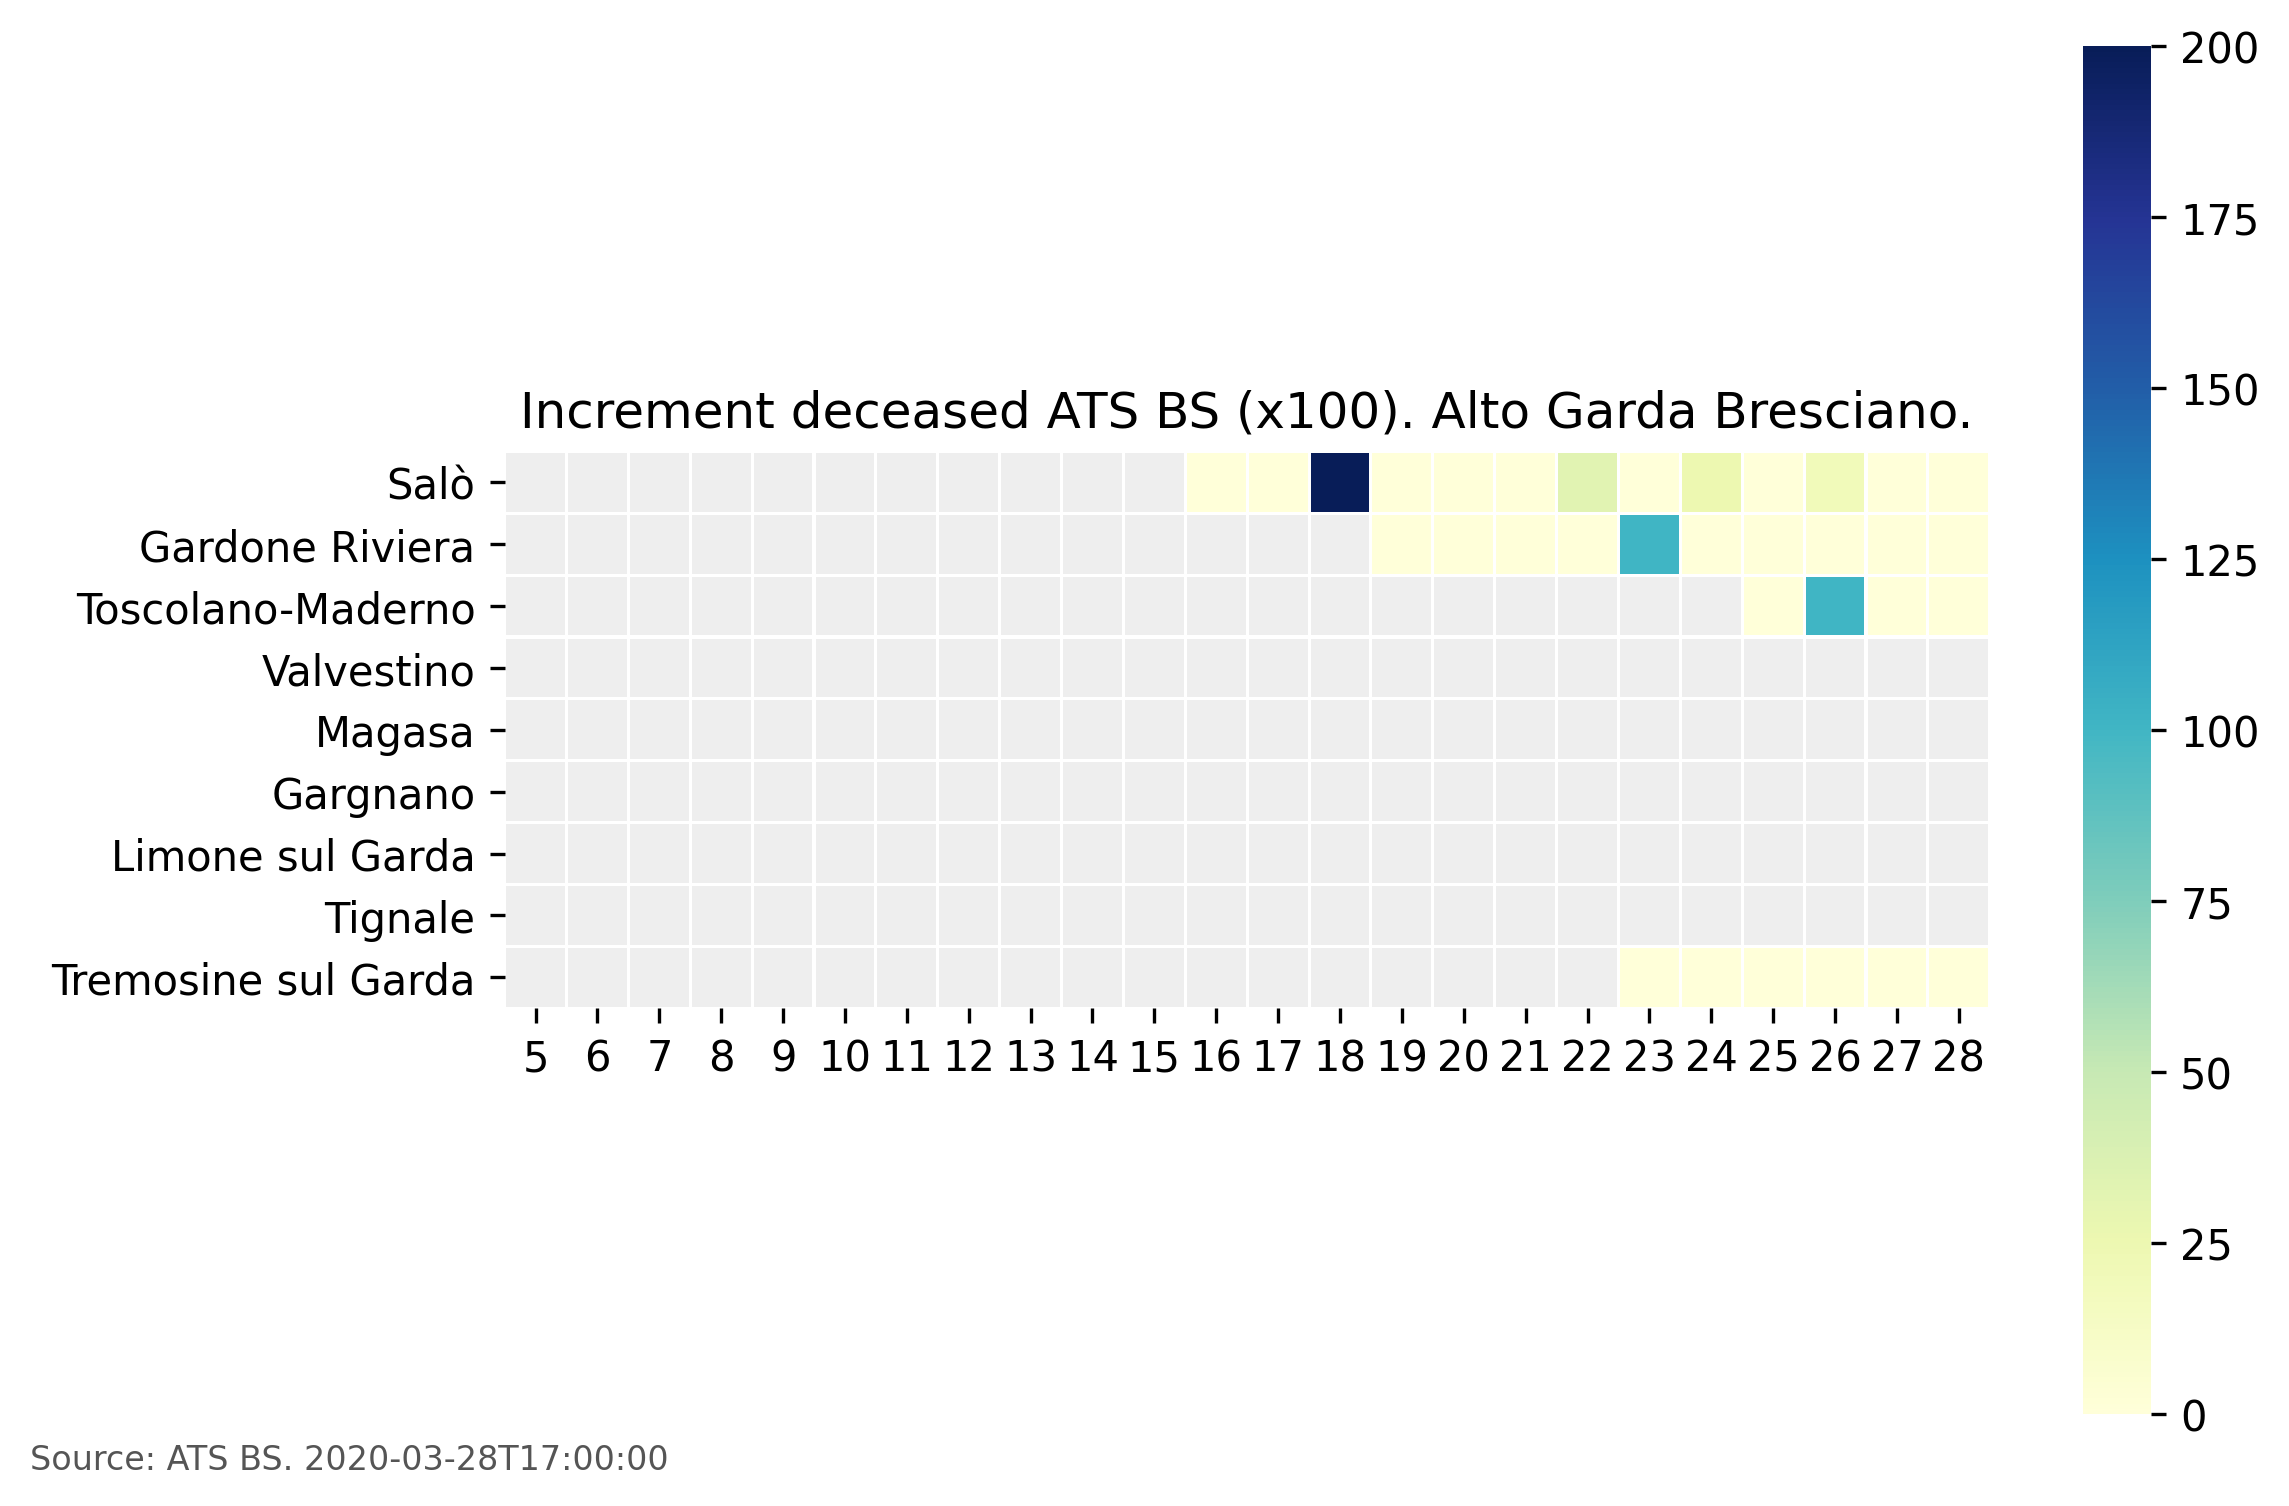 Increment deceased ATS BS (x100). Alto Garda Bresciano.
Salò
Gardone Riviera
Toscolano-Maderno
Valvestino
Magasa
Gargnano
Limone sul Garda
Tignale
Tremosine sul Garda
5 6 7 8 9 10 11 12 13 14 15 16 17 18 19 20 21 22 23 24 25 26 27 28
200
175
150
125
100
75
50
25
0
Source: ATS BS. 2020-03-28T17:00:00